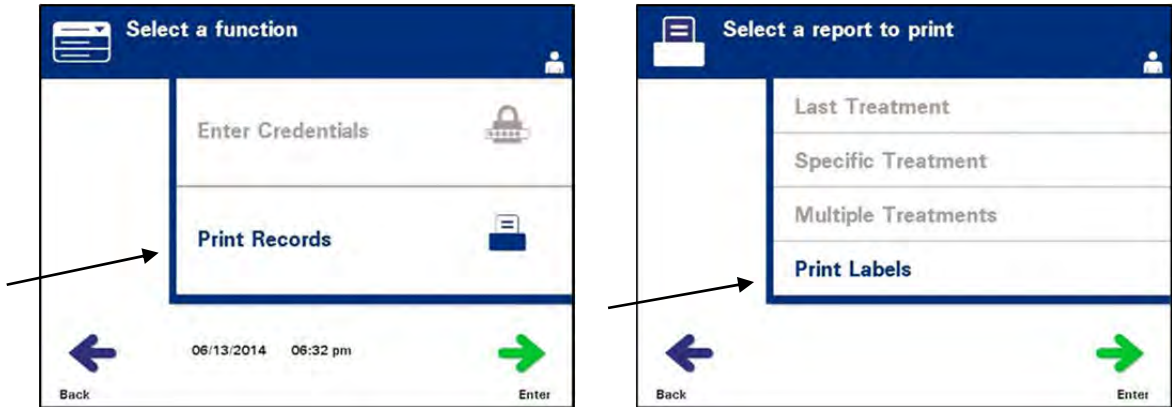 Select a function
Enter Credentials
Print Records
06/13/2014 06:32 pm
Back
Enter
Select a report to print
Last Treatment
Specific Treatment
Multiple Treatments
Print Labels
Back
Enter